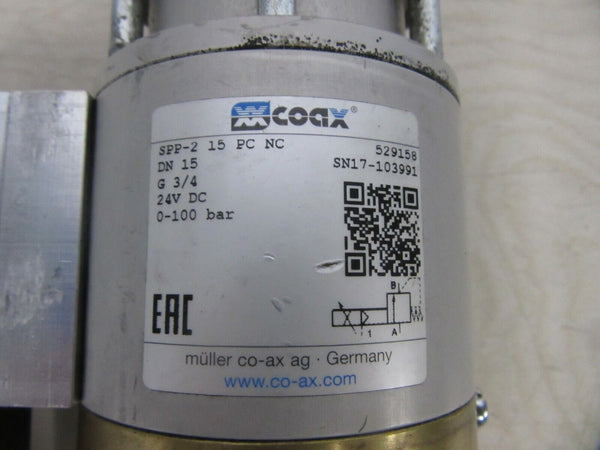 coax®
SPP-2 15 PC NC 529158
DN 15 SN17-103991
G 3/4
24V DC
0-100 bar
B
1 A
EAC
müller co-ax ag · Germany
www.co-ax.com